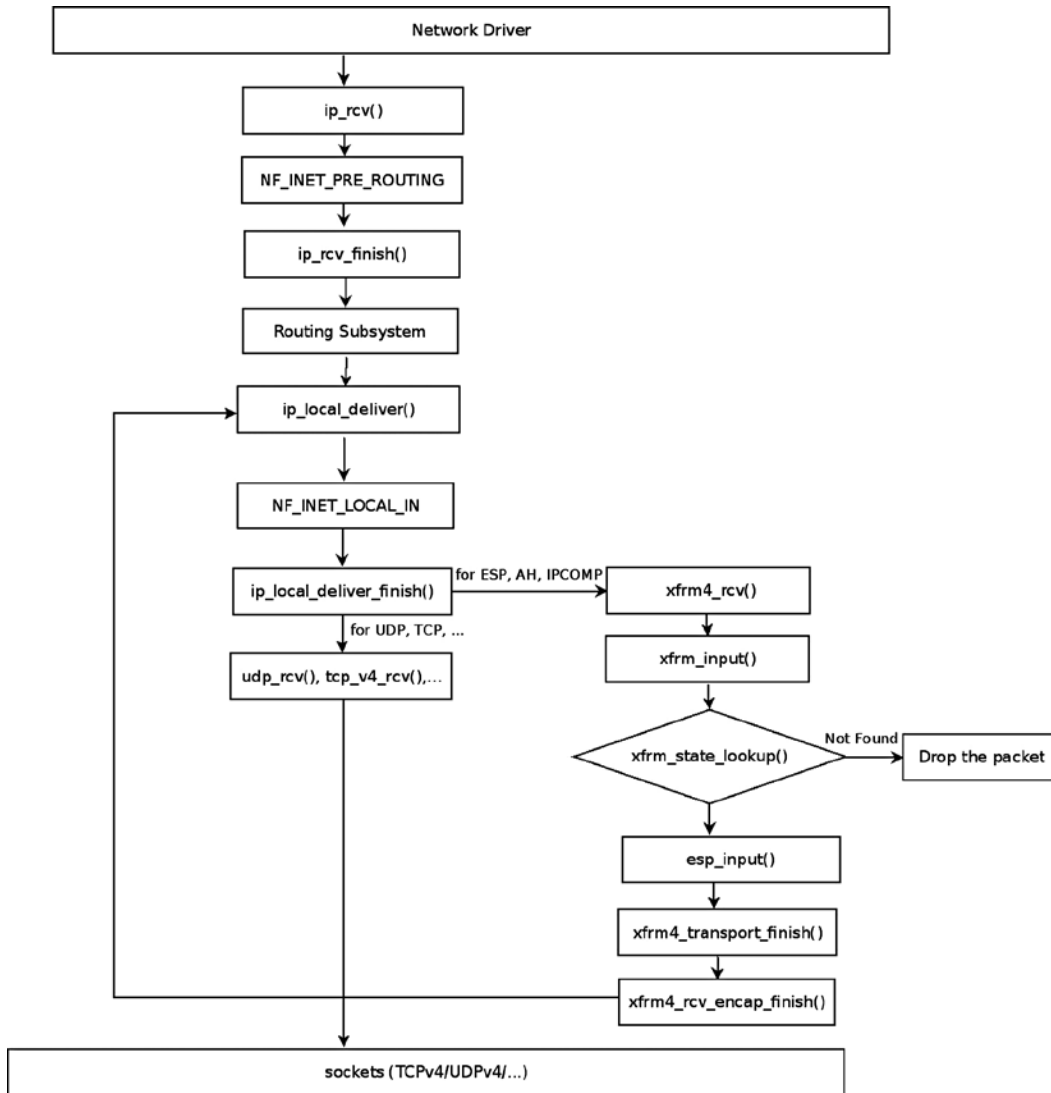 Network Driver
ip_rcv()
NF_INET_PRE_ROUTING
ip_rcv_finish()
Routing Subsystem
ip_local_deliver()
NF_INET_LOCAL_IN
ip_local_deliver_finish()
for ESP, AH, IPCOMP
xfrm4_rcv()
for UDP, TCP, ...
udp_rcv(), tcp_v4_rcv(),...
xfrm_input()
xfrm_state_lookup()
Not Found
Drop the packet
esp_input()
xfrm4_transport_finish()
xfrm4_rcv_encap_finish()
sockets (TCPv4/UDPv4/...)